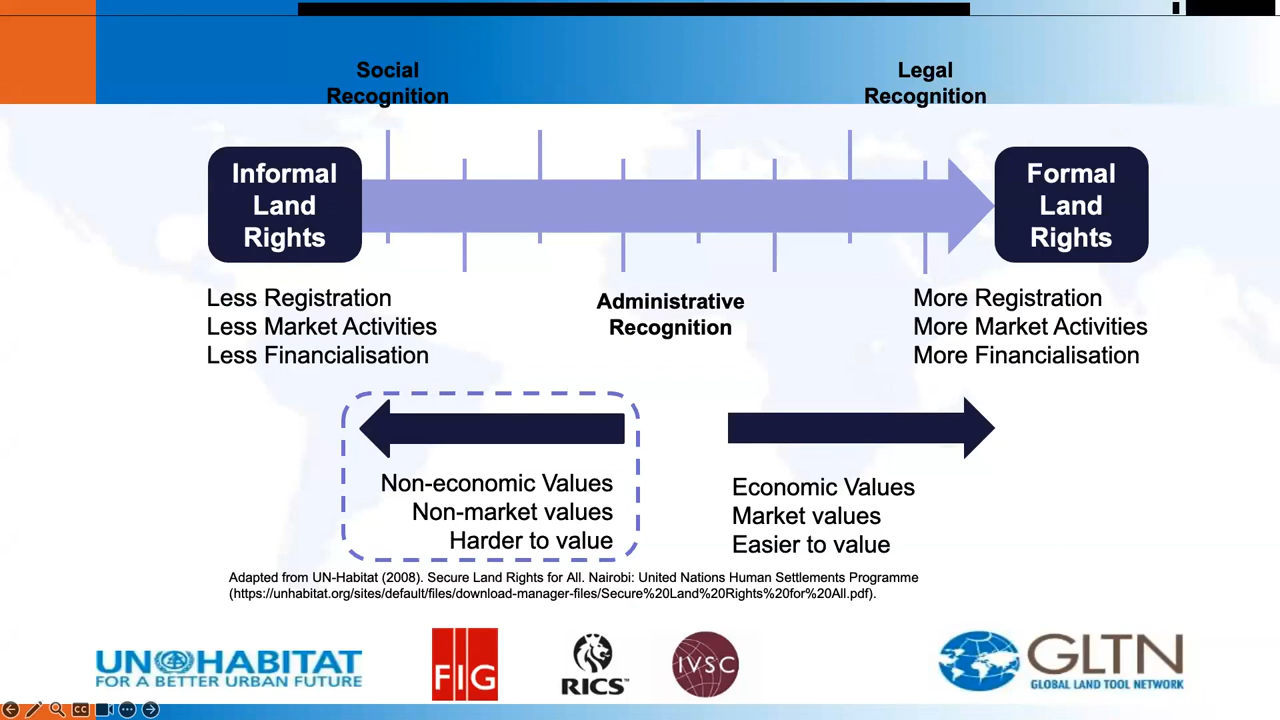 Social
Recognition
Legal
Recognition
Informal
Land
Rights
Formal
Land
Rights
Less Registration
Less Market Activities
Less Financialisation
Administrative
Recognition
More Registration
More Market Activities
More Financialisation
Non-economic Values
Non-market values
Harder to value
Economic Values
Market values
Easier to value
Adapted from UN-Habitat (2008). Secure Land Rights for All. Nairobi: United Nations Human Settlements Programme
(https://unhabitat.org/sites/default/files/download-manager-files/Secure%20Land%20Rights%20for%20All.pdf).
UN HABITAT
FOR A BETTER URBAN FUTURE
FIG
RICS™
IVSC
GLTN
GLOBAL LAND TOOL NETWORK
CC